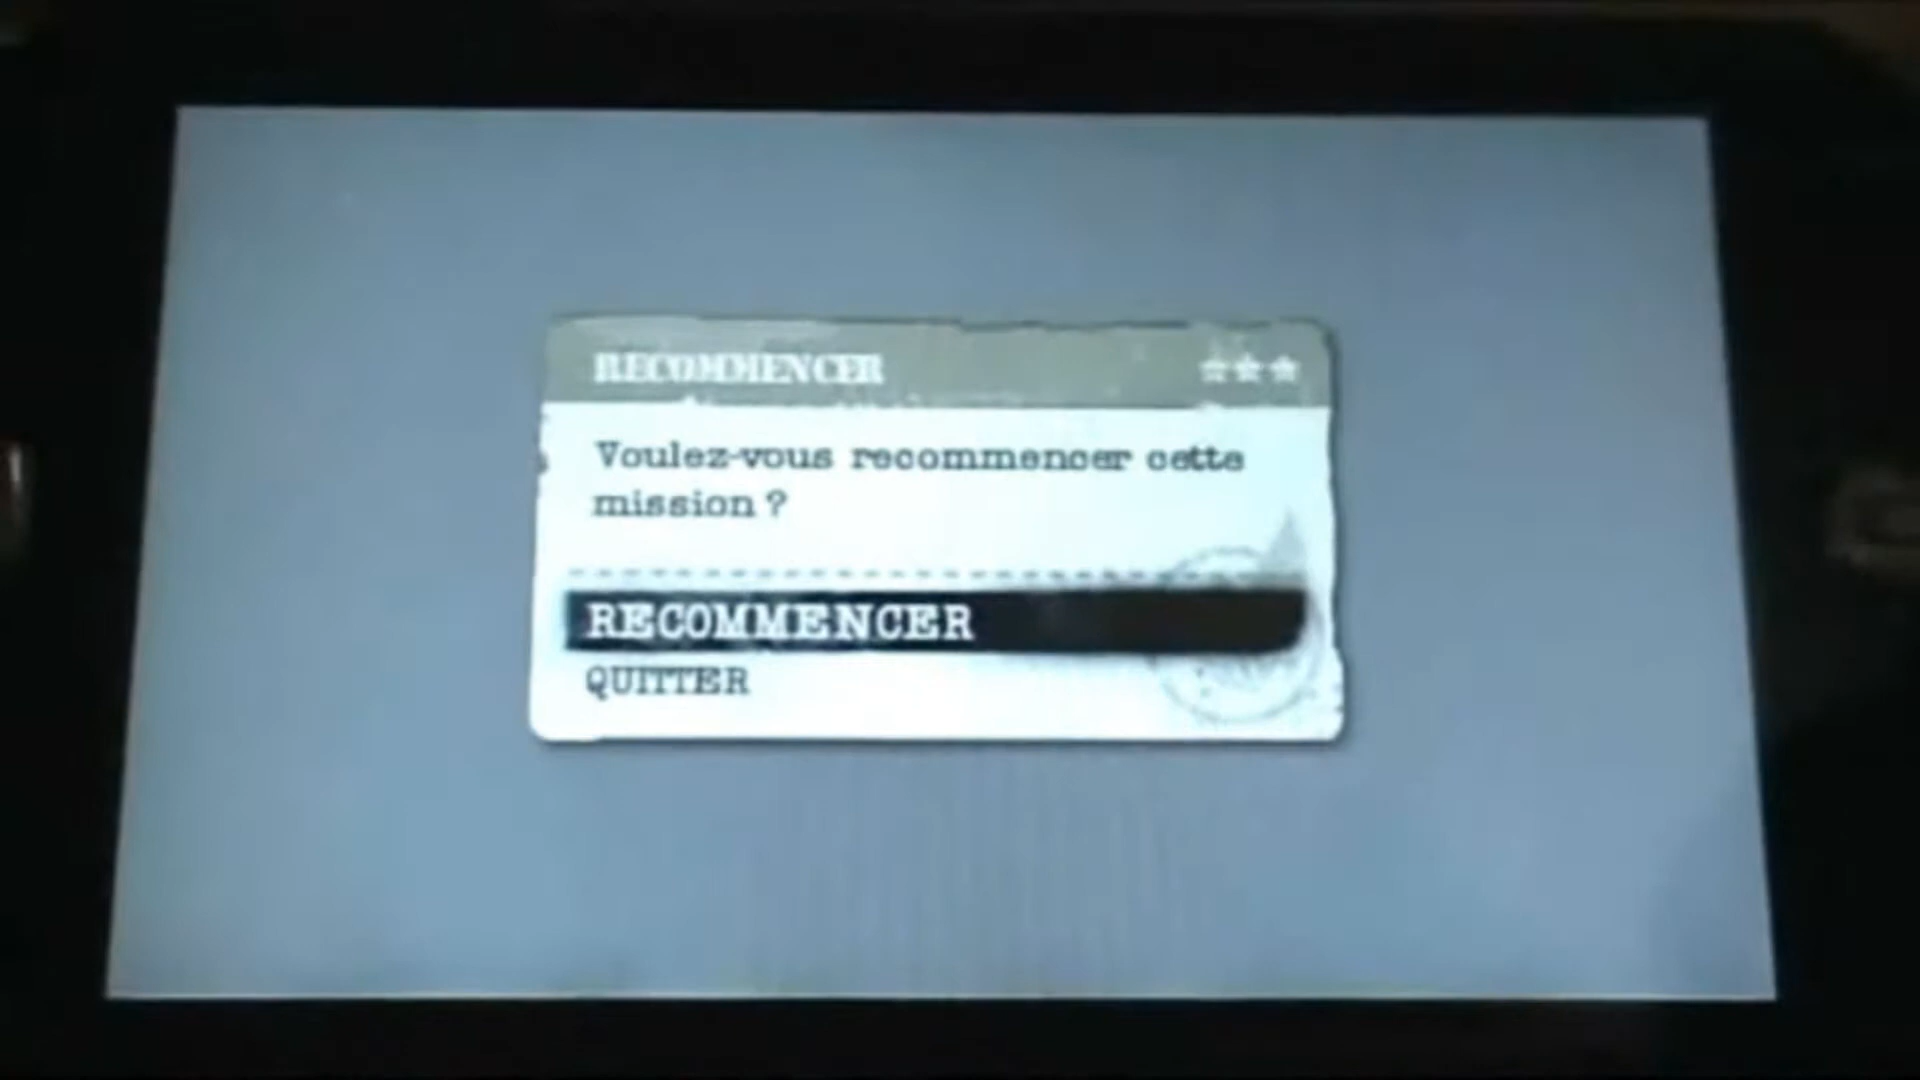 RECOMMENCER
Voulez-vous recommencer cette
mission ?
RECOMMENCER
QUITTER